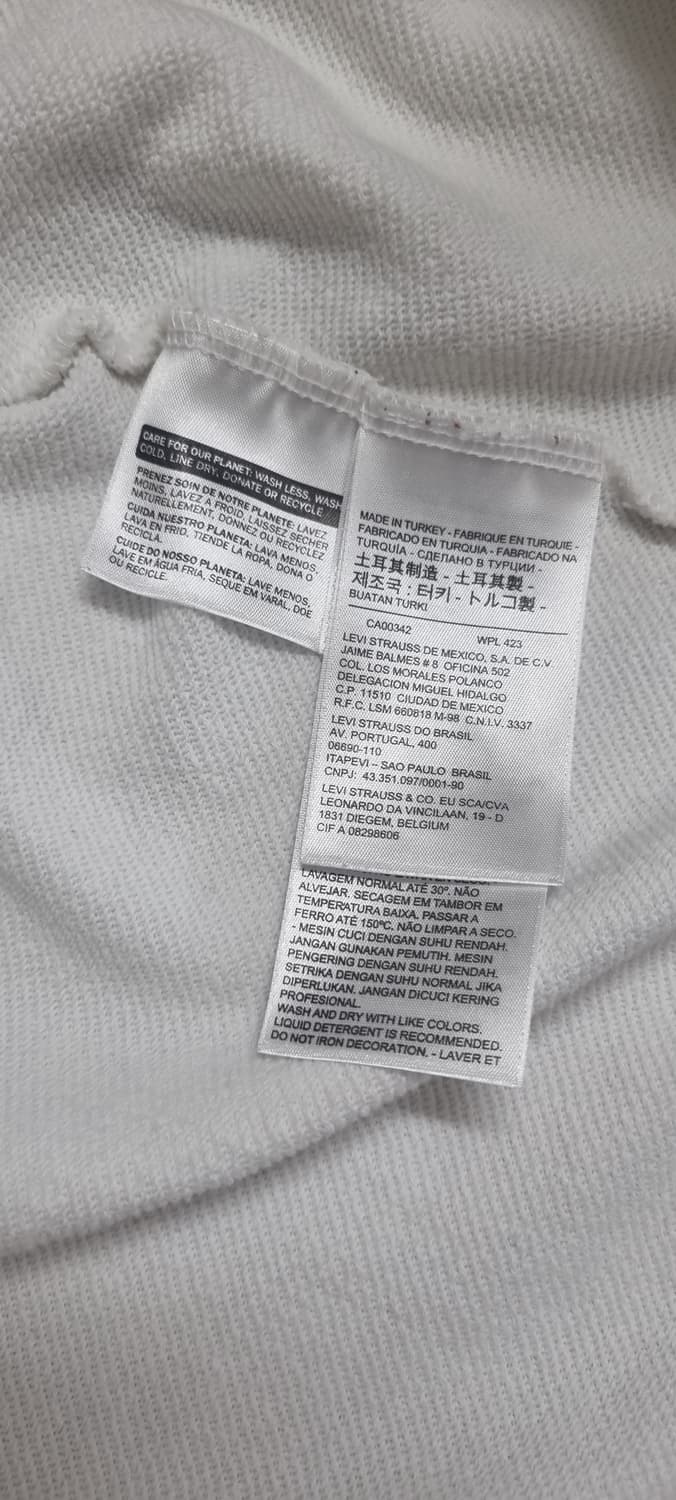 CARE FOR OUR PLANET: WASH LESS, WASH
COLD, LINE DRY, DONATE OR RECYCLE
PRENEZ SOIN DE NOTRE PLANETE: LAVEZ
MOINS, LAVEZ À FROID, LAISSEZ SECHER
NATURELLEMENT, DONNEZ OU RECYCLEZ
CUIDA NUESTRO PLANETA: LAVA MENOS,
LAVA EN FRIO, TIENDE LA ROPA, DONA O
RECICLA.
CUIDE DO NOSSO PLANETA: LAVE MENOS,
LAVE EM ÁGUA FRIA, SEQUE EM VARAL, DOE
OU RECICLE.
MADE IN TURKEY - FABRIQUE EN TURQUIE -
FABRICADO EN TURQUIA - FABRICADO NA
TURQUÍA - СДЕЛАНО В ТУРЦИИ -
土耳其制造 - 土耳其製 -
제조국 : 터키 - トルコ製 -
BUATAN TURKI
CA00342 WPL 423
LEVI STRAUSS DE MEXICO, S.A. DE C.V.
JAIME BALMES # 8 OFICINA 502
COL. LOS MORALES POLANCO
DELEGACION MIGUEL HIDALGO
C.P. 11510 CIUDAD DE MEXICO
R.F.C. LSM 660818 M-98 C.N.I.V. 3337
LEVI STRAUSS DO BRASIL
AV. PORTUGAL, 400
06690-110
ITAPEVI – SAO PAULO BRASIL
CNPJ: 43.351.097/0001-90
LEVI STRAUSS & CO. EU SCA/CVA
LEONARDO DA VINCILAAN, 19 - D
1831 DIEGEM, BELGIUM
CIF A 08298606
LAVAGEM NORMAL ATÉ 30º. NÃO
ALVEJAR. SECAGEM EM TAMBOR EM
TEMPERATURA BAIXA. PASSAR A
FERRO ATÉ 150ºC. NÃO LIMPAR A SECO.
- MESIN CUCI DENGAN SUHU RENDAH.
JANGAN GUNAKAN PEMUTIH. MESIN
PENGERING DENGAN SUHU RENDAH.
SETRIKA DENGAN SUHU NORMAL JIKA
DIPERLUKAN. JANGAN DICUCI KERING
PROFESIONAL.
WASH AND DRY WITH LIKE COLORS.
LIQUID DETERGENT IS RECOMMENDED.
DO NOT IRON DECORATION. - LAVER ET